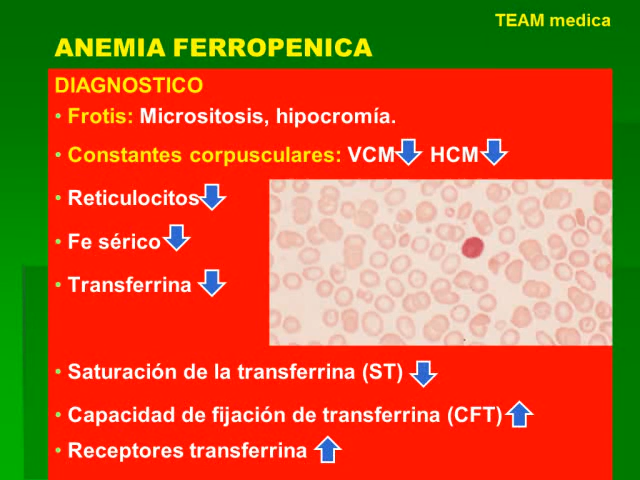 TEAM medica
ANEMIA FERROPENICA
DIAGNOSTICO
• Frotis: Micrositosis, hipocromía.
• Constantes corpusculares: VCM HCM
• Reticulocitos
• Fe sérico
• Transferrina
• Saturación de la transferrina (ST)
• Capacidad de fijación de transferrina (CFT)
• Receptores transferrina